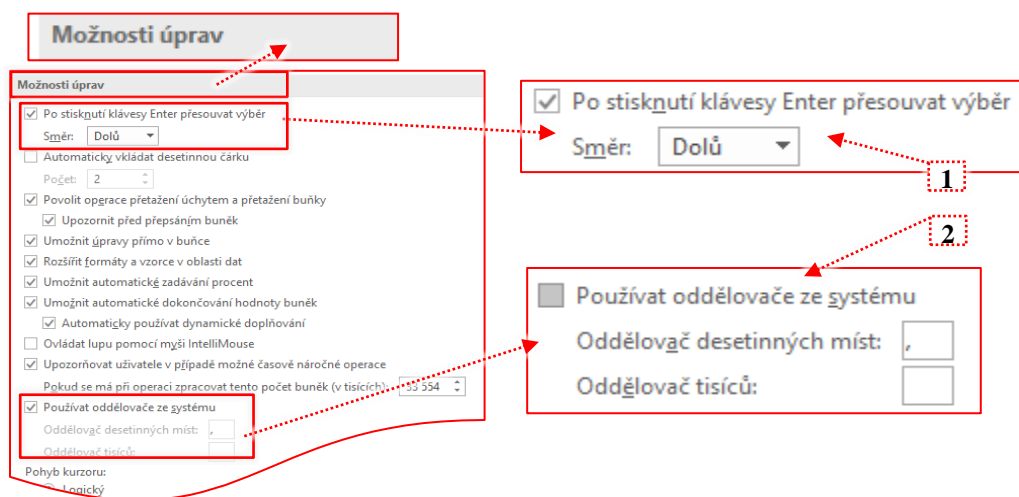 Možnosti úprav
Možnosti úprav
Po stisknutí klávesy Enter přesouvat výběr
Směr: Dolů
Automaticky vkládat desetinnou čárku
Počet: 2
Povolit operace přetažení úchytem a přetažení buňky
Upozornit před přepsáním buněk
Umožnit úpravy přímo v buňce
Rozšířit formáty a vzorce v oblasti dat
Umožnit automatické zadávání procent
Umožnit automatické dokončování hodnoty buněk
Automaticky používat dynamické doplňování
Ovládat lupu pomocí myši IntelliMouse
Upozorňovat uživatele v případě možné časově náročné operace
Pokud se má při operaci zpracovat tento počet buněk (v tisících): 33 554
Používat oddělovače ze systému
Oddělovač desetinných míst: ,
Oddělovač tisíců:
Pohyb kurzoru:
Logický
Po stisknutí klávesy Enter přesouvat výběr
Směr: Dolů
1
2
Používat oddělovače ze systému
Oddělovač desetinných míst: ,
Oddělovač tisíců: